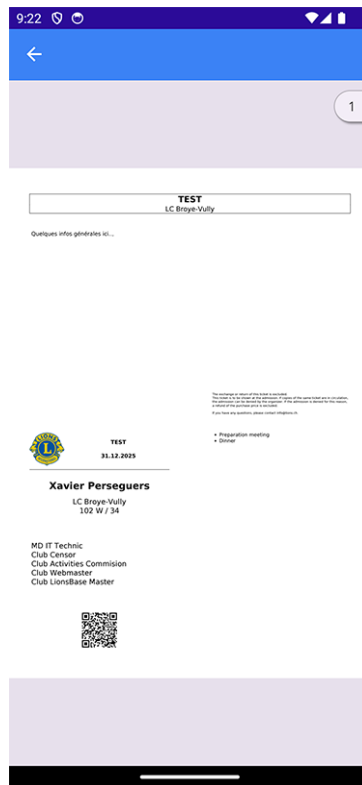 9:22
1
TEST
LC Broye-Vully
Quelques infos générales ici...
The exchange or return of this ticket is excluded.
This ticket is to be shown at the admission. If copies of the same ticket are in circulation,
the admission can be denied by the organizer. If the admission is denied for this reason,
a refund of the purchase price is excluded.
If you have any questions, please contact info@lions.ch
TEST
31.12.2025
• Preparation meeting
• Dinner
Xavier Perseguers
LC Broye-Vully
102 W / 34
MD IT Technic
Club Censor
Club Activities Commision
Club Webmaster
Club LionsBase Master